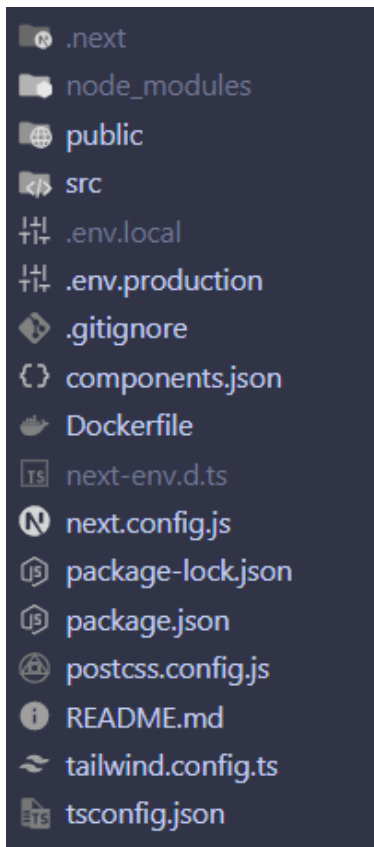 .next
node_modules
public
src
.env.local
.env.production
.gitignore
components.json
Dockerfile
next-env.d.ts
next.config.js
package-lock.json
package.json
postcss.config.js
README.md
tailwind.config.ts
tsconfig.json